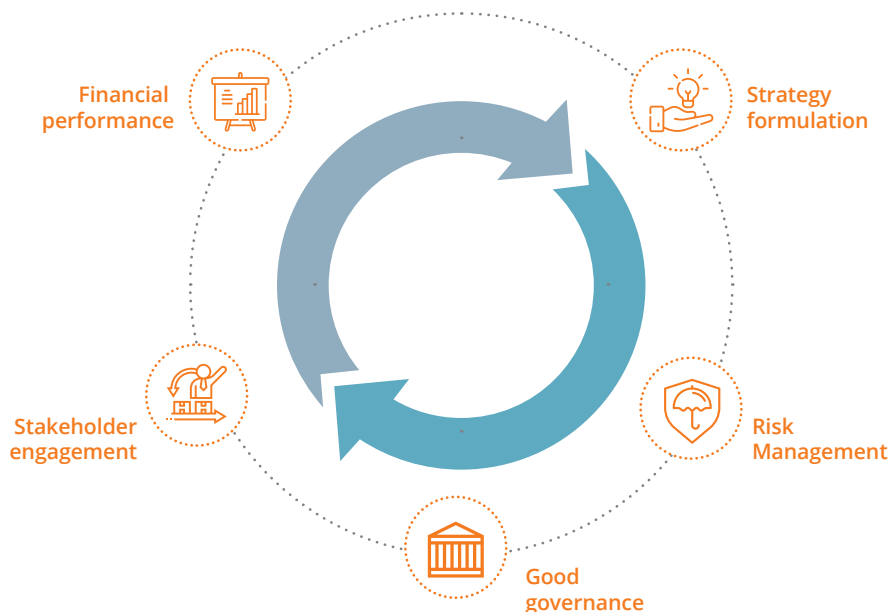 Financial
performance
Strategy
formulation
Stakeholder
engagement
Risk
Management
Good
governance